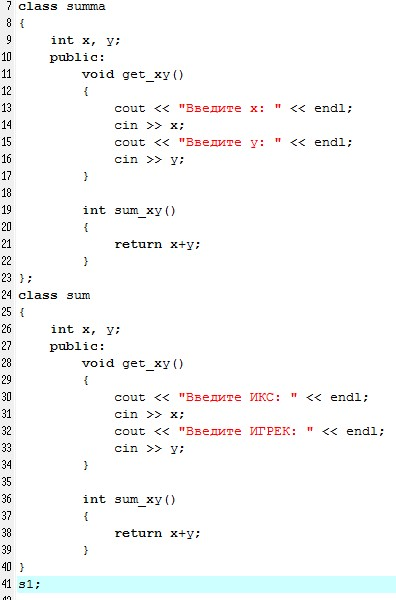 7 class summa
8 {
9     int x, y;
10     public:
11         void get_xy()
12         {
13             cout << "Введите x: " << endl;
14             cin >> x;
15             cout << "Введите y: " << endl;
16             cin >> y;
17         }
18
19         int sum_xy()
20         {
21             return x+y;
22         }
23 };
24 class sum
25 {
26     int x, y;
27     public:
28         void get_xy()
29         {
30             cout << "Введите ИКС: " << endl;
31             cin >> x;
32             cout << "Введите ИГРЕК: " << endl;
33             cin >> y;
34         }
35
36         int sum_xy()
37         {
38             return x+y;
39         }
40 }
41 s1;